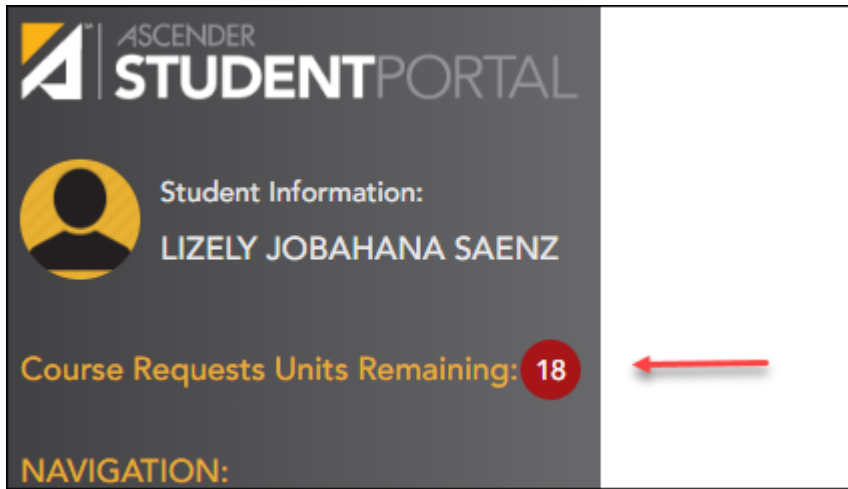 ASCENDER
STUDENTPORTAL
Student Information:
LIZELY JOBAHANA SAENZ
Course Requests Units Remaining: 18
NAVIGATION: